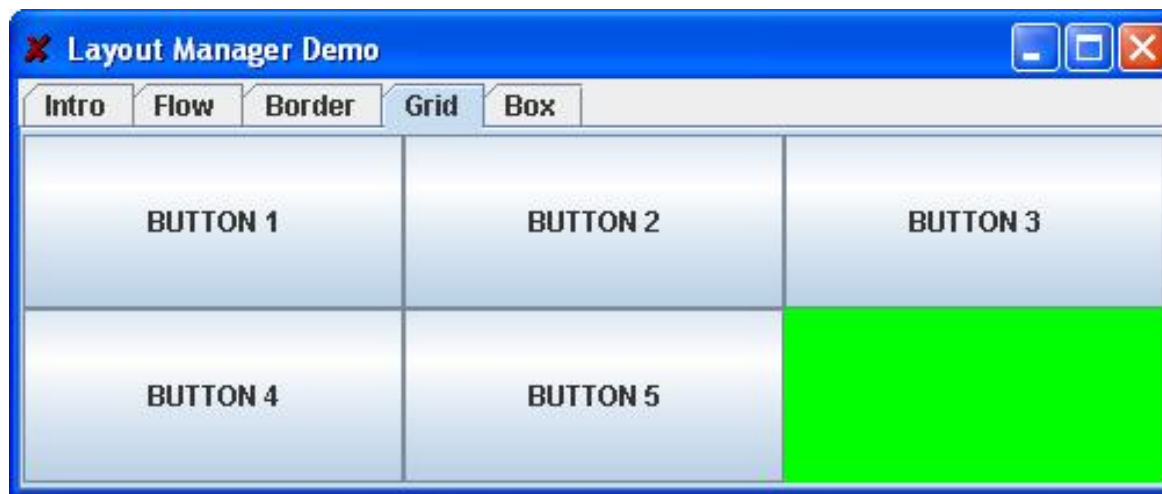 Layout Manager Demo
Intro Flow Border Grid Box
BUTTON 1 BUTTON 2 BUTTON 3
BUTTON 4 BUTTON 5